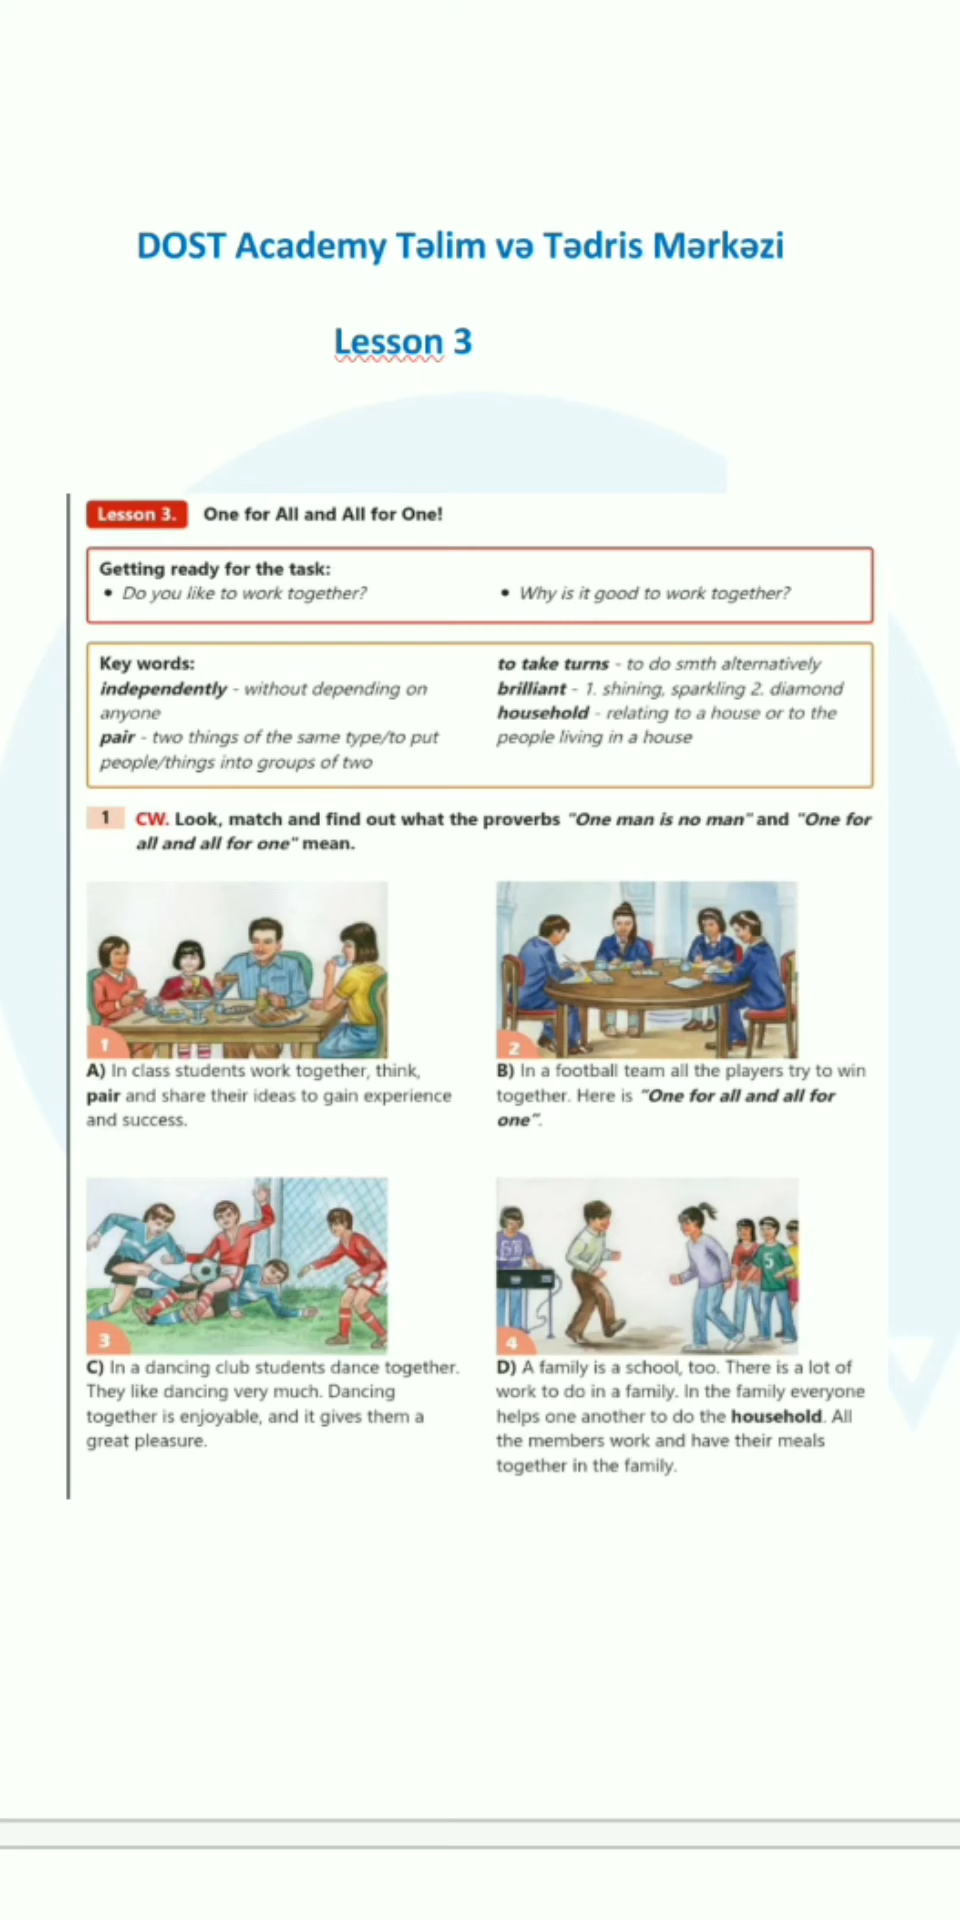 DOST Academy Təlim və Tədris Mərkəzi
Lesson 3
Lesson 3. One for All and All for One!
Getting ready for the task:
• Do you like to work together?
• Why is it good to work together?
Key words:
independently - without depending on
anyone
pair - two things of the same type/to put
people/things into groups of two
to take turns - to do smth alternatively
brilliant - 1. shining, sparkling 2. diamond
household - relating to a house or to the
people living in a house
1 CW. Look, match and find out what the proverbs "One man is no man" and "One for
all and all for one" mean.
1
A) In class students work together, think,
pair and share their ideas to gain experience
and success.
2
B) In a football team all the players try to win
together. Here is "One for all and all for
one".
3
C) In a dancing club students dance together.
They like dancing very much. Dancing
together is enjoyable, and it gives them a
great pleasure.
5
4
D) A family is a school, too. There is a lot of
work to do in a family. In the family everyone
helps one another to do the household. All
the members work and have their meals
together in the family.